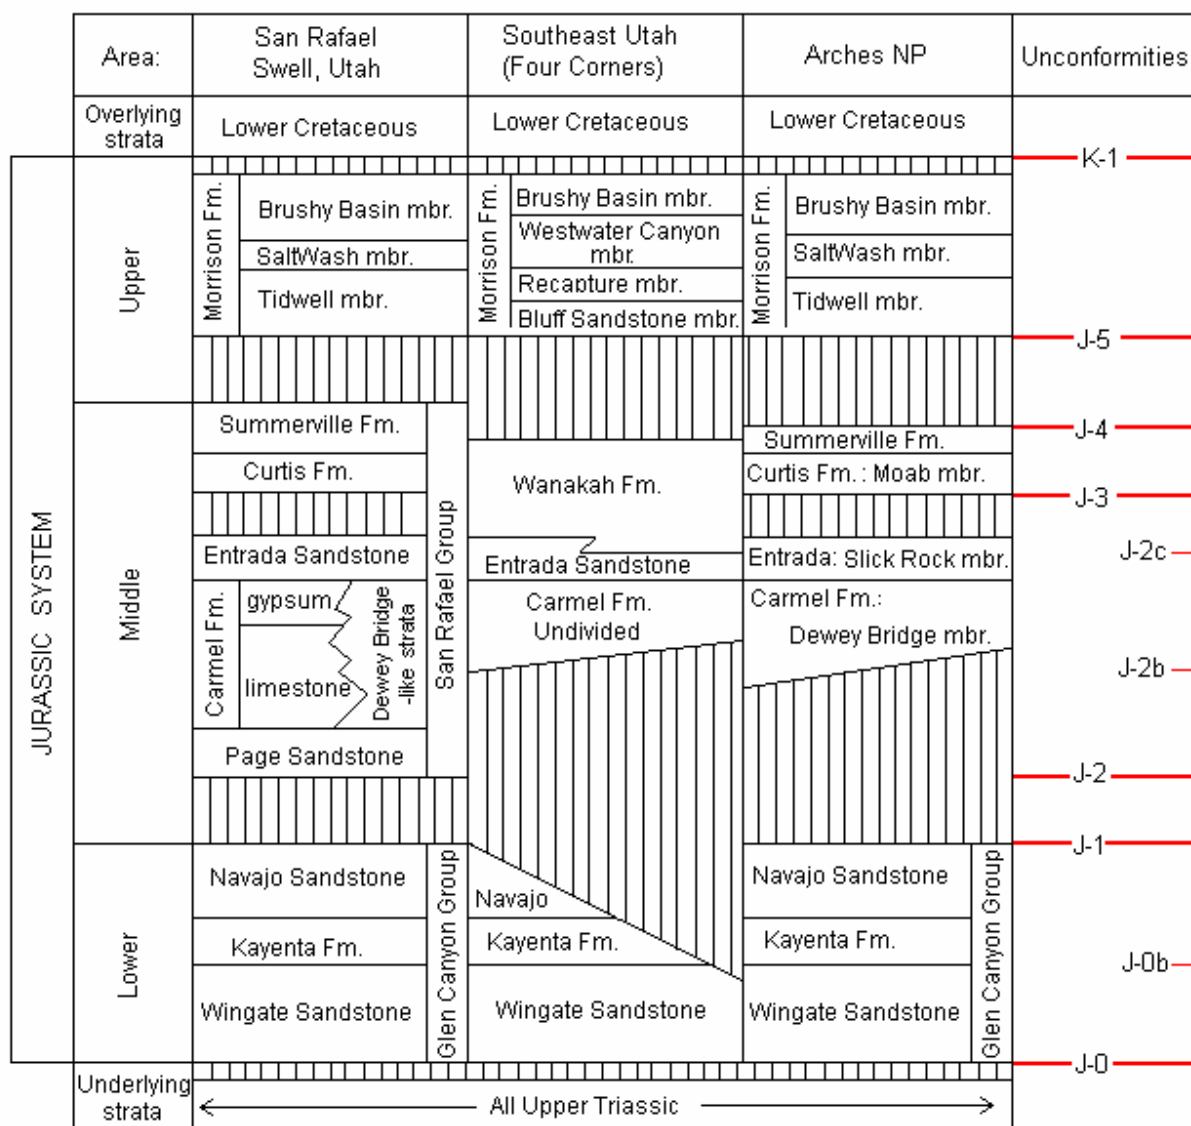 Area:
San Rafael
Swell, Utah
Southeast Utah
(Four Corners)
Arches NP
Unconformities
Overlying
strata
Lower Cretaceous
Lower Cretaceous
Lower Cretaceous
K-1
JURASSIC SYSTEM
Upper
Morrison Fm.
Brushy Basin mbr.
SaltWash mbr.
Tidwell mbr.
Morrison Fm.
Brushy Basin mbr.
Westwater Canyon
mbr.
Recapture mbr.
Bluff Sandstone mbr.
Morrison Fm.
Brushy Basin mbr.
SaltWash mbr.
Tidwell mbr.
J-5
Middle
Summerville Fm.
Curtis Fm.
Entrada Sandstone
Carmel Fm.
gypsum
limestone
Dewey Bridge
-like strata
Page Sandstone
San Rafael Group
Wanakah Fm.
Entrada Sandstone
Carmel Fm.
Undivided
Summerville Fm.
Curtis Fm. : Moab mbr.
Entrada: Slick Rock mbr.
Carmel Fm.:
Dewey Bridge mbr.
J-4
J-3
J-2c
J-2b
J-2
J-1
Lower
Navajo Sandstone
Kayenta Fm.
Wingate Sandstone
Glen Canyon Group
Navajo
Kayenta Fm.
Wingate Sandstone
Navajo Sandstone
Kayenta Fm.
Wingate Sandstone
Glen Canyon Group
J-0b
J-0
Underlying
strata
All Upper Triassic